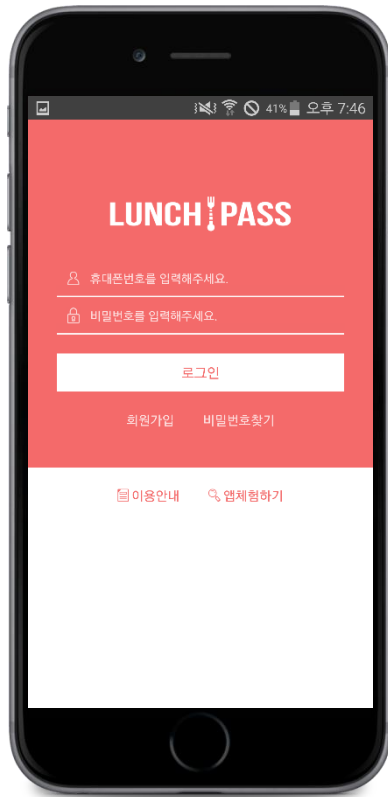 41% 오후 7:46
LUNCH PASS
휴대폰번호를 입력해주세요.
비밀번호를 입력해주세요.
로그인
회원가입 비밀번호찾기
이용안내 앱체험하기